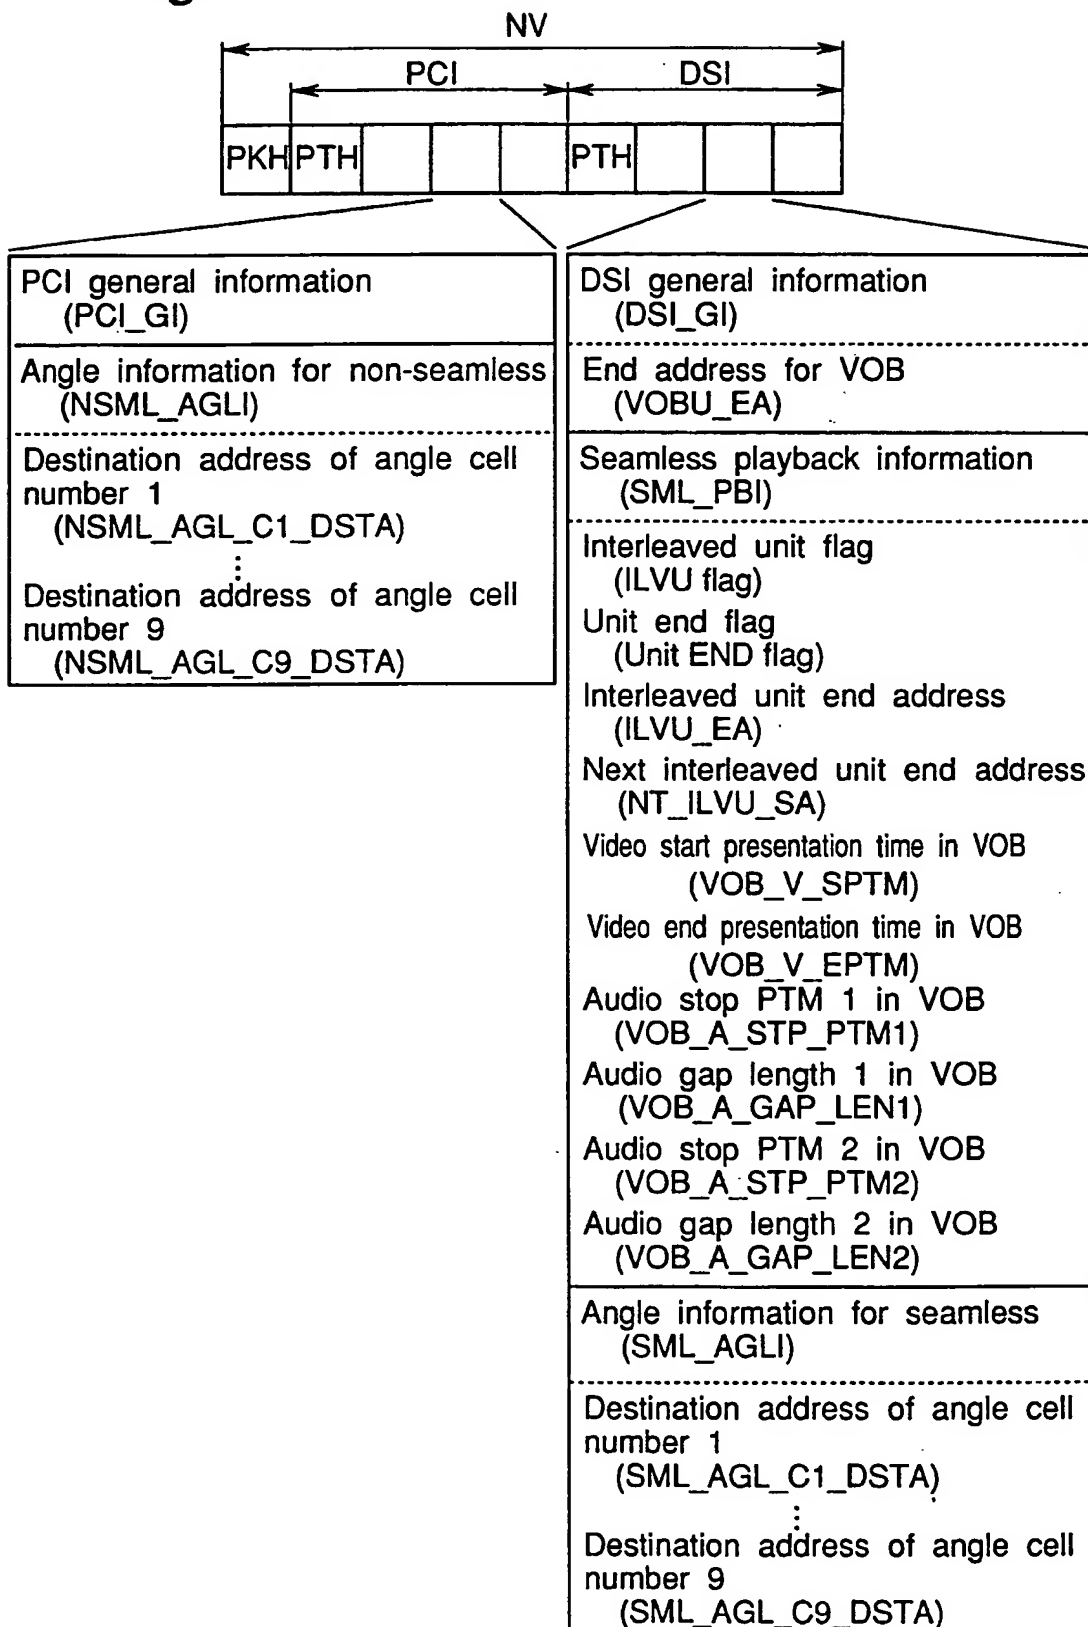 g
NV
PCI
DSI
PKH PTH PTH
PCI general information
(PCI_GI)
Angle information for non-seamless
(NSML_AGLI)
Destination address of angle cell
number 1
(NSML_AGL_C1_DSTA)
⋮
Destination address of angle cell
number 9
(NSML_AGL_C9_DSTA)
DSI general information
(DSI_GI)
End address for VOB
(VOBU_EA)
Seamless playback information
(SML_PBI)
Interleaved unit flag
(ILVU flag)
Unit end flag
(Unit END flag)
Interleaved unit end address
(ILVU_EA)
Next interleaved unit end address
(NT_ILVU_SA)
Video start presentation time in VOB
(VOB_V_SPTM)
Video end presentation time in VOB
(VOB_V_EPTM)
Audio stop PTM 1 in VOB
(VOB_A_STP_PTM1)
Audio gap length 1 in VOB
(VOB_A_GAP_LEN1)
Audio stop PTM 2 in VOB
(VOB_A_STP_PTM2)
Audio gap length 2 in VOB
(VOB_A_GAP_LEN2)
Angle information for seamless
(SML_AGLI)
Destination address of angle cell
number 1
(SML_AGL_C1_DSTA)
⋮
Destination address of angle cell
number 9
(SML_AGL_C9_DSTA)